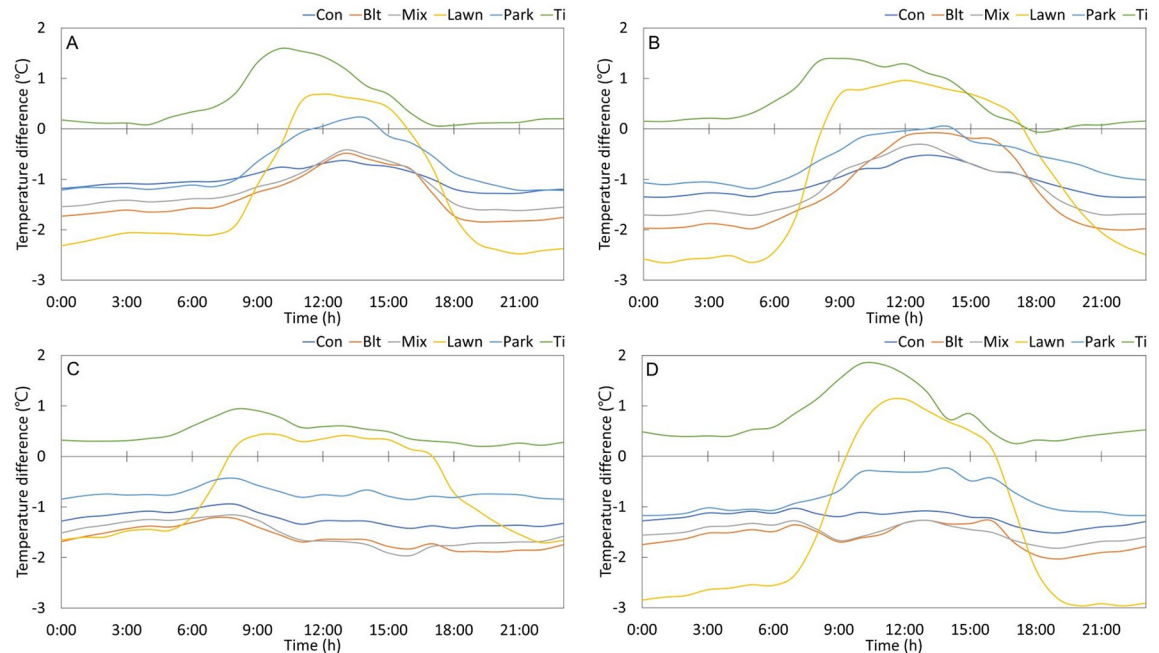 Con Blt Mix Lawn Park Ti
A
Temperature difference (℃)
2
1
0
-1
-2
-3
0:00 3:00 6:00 9:00 12:00 15:00 18:00 21:00
Time (h)
Con Blt Mix Lawn Park Ti
B
Temperature difference (℃)
2
1
0
-1
-2
-3
0:00 3:00 6:00 9:00 12:00 15:00 18:00 21:00
Time (h)
Con Blt Mix Lawn Park Ti
C
Temperature difference (℃)
2
1
0
-1
-2
-3
0:00 3:00 6:00 9:00 12:00 15:00 18:00 21:00
Time (h)
Con Blt Mix Lawn Park Ti
D
Temperature difference (℃)
2
1
0
-1
-2
-3
0:00 3:00 6:00 9:00 12:00 15:00 18:00 21:00
Time (h)